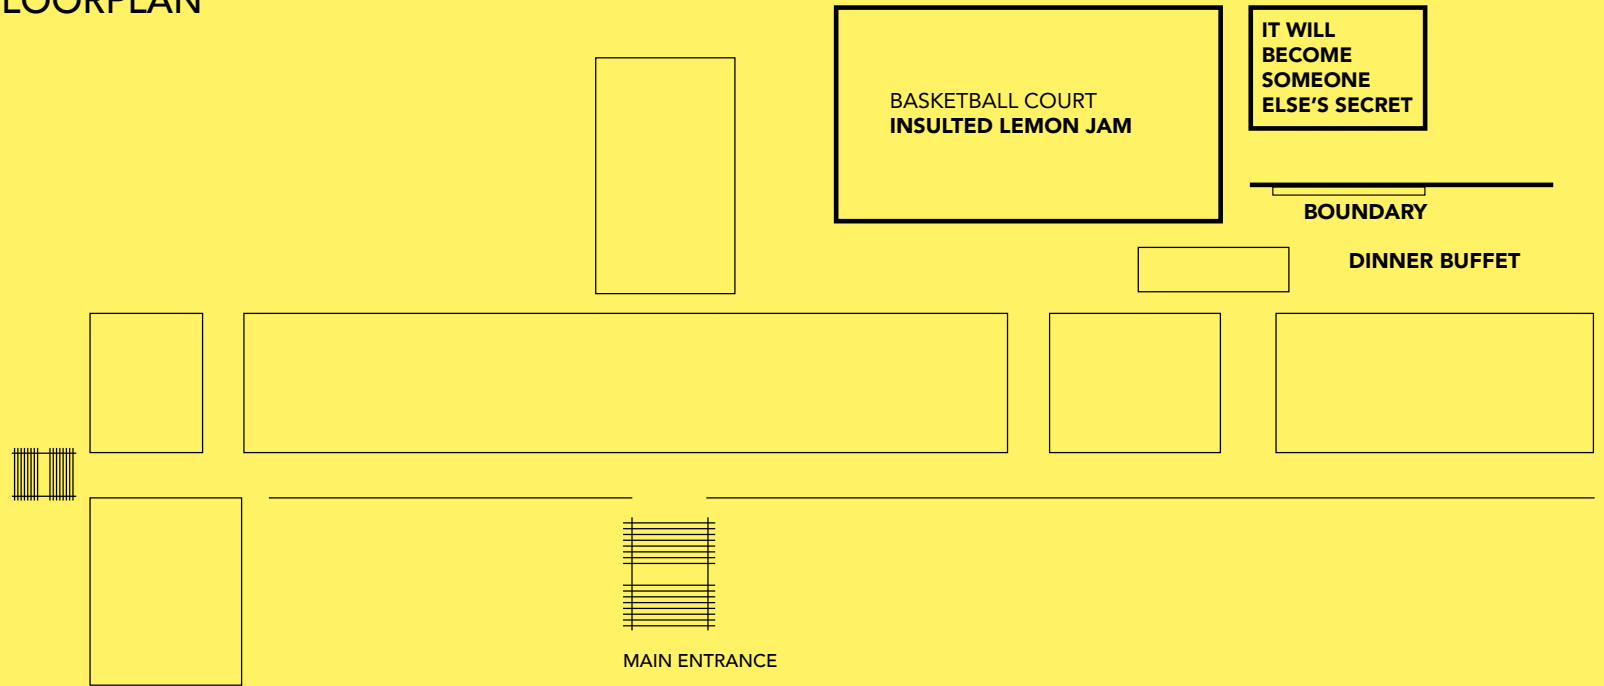 LOORPLAN
BASKETBALL COURT
INSULTED LEMON JAM
IT WILL
BECOME
SOMEONE
ELSE'S SECRET
BOUNDARY
DINNER BUFFET
MAIN ENTRANCE